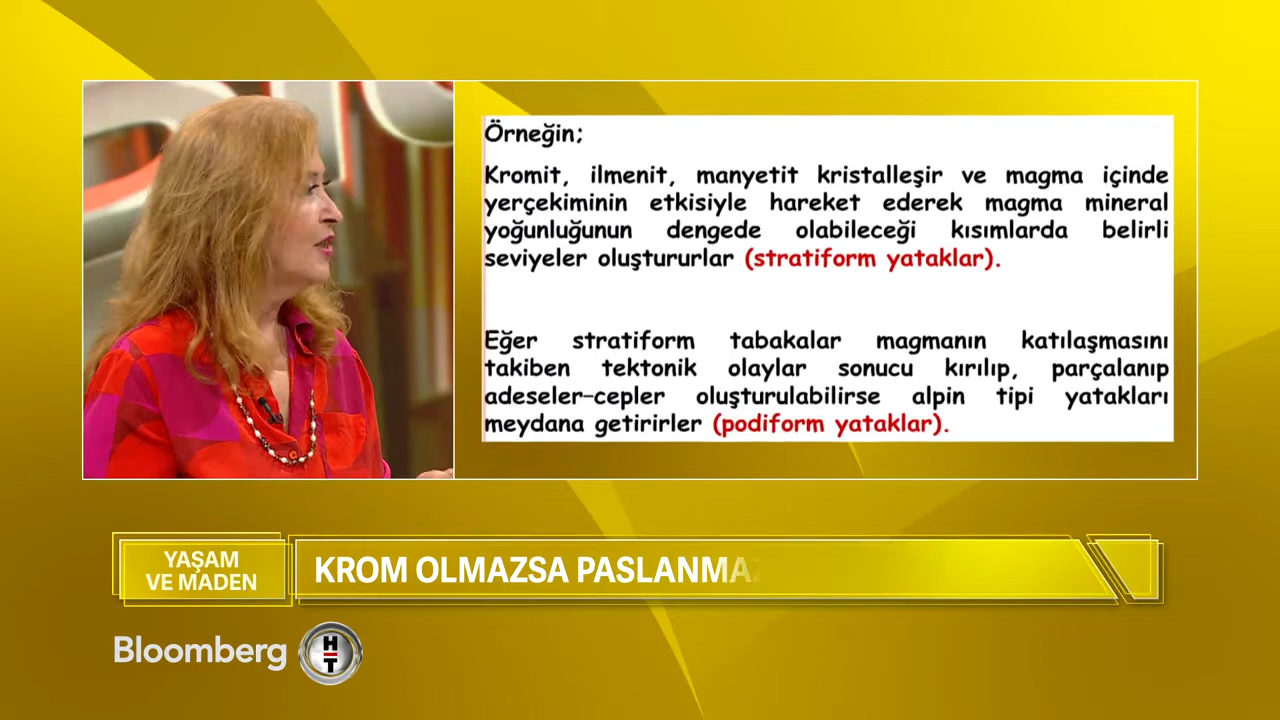 Örneğin;
Kromit, ilmenit, manyetit kristalleşir ve magma içinde
yerçekiminin etkisiyle hareket ederek magma mineral
yoğunluğunun dengede olabileceği kısımlarda belirli
seviyeler oluştururlar (stratiform yataklar).
Eğer stratiform tabakalar magmanın katılaşmasını
takiben tektonik olaylar sonucu kırılıp, parçalanıp
adeseler–cepler oluşturulabilirse alpin tipi yatakları
meydana getirirler (podiform yataklar).
YAŞAM
VE MADEN
KROM OLMAZSA PASLANMAZ
Bloomberg
H
T